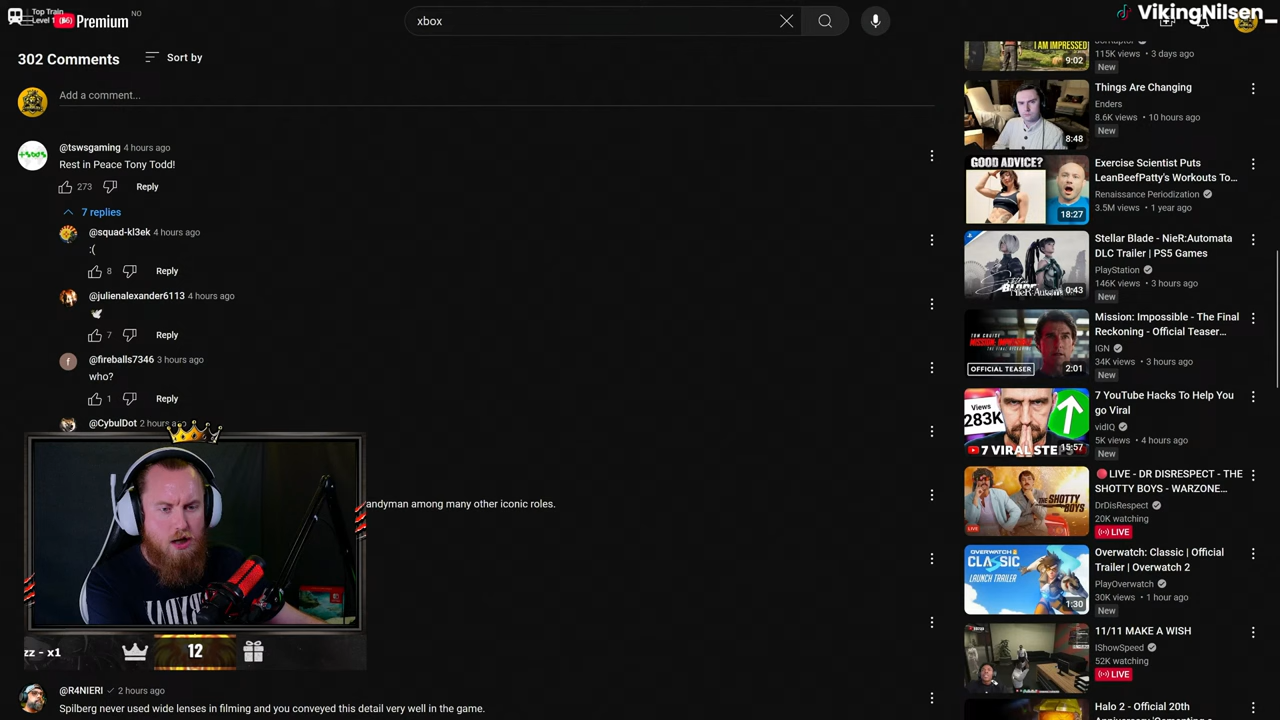 Top Train
Level 1
Premium
NO
xbox
VikingNilsen_
302 Comments
Sort by
Add a comment...
@tswsgaming 4 hours ago
Rest in Peace Tony Todd!
273
Reply
7 replies
@squad-kl3ek 4 hours ago
:(
8
Reply
@julienalexander6113 4 hours ago
🕊
7
Reply
f
@fireballs7346 3 hours ago
who?
1
Reply
@CybulDot 2 hours
andyman among many other iconic roles.
zz - x1
12
@R4NIERI 2 hours ago
Spilberg never used wide lenses in filming and you conveyed that detail very well in the game.
I AM IMPRESSED
9:02
115K views • 3 days ago
New
8:48
Things Are Changing
Enders
8.6K views • 10 hours ago
New
GOOD ADVICE?
18:27
Exercise Scientist Puts
LeanBeefPatty's Workouts To...
Renaissance Periodization
3.5M views • 1 year ago
0:43
Stellar Blade - NieR:Automata
DLC Trailer | PS5 Games
PlayStation
146K views • 3 hours ago
New
TOM CRUISE
OFFICIAL TEASER
2:01
Mission: Impossible - The Final
Reckoning - Official Teaser...
IGN
34K views • 3 hours ago
New
Views
283K
7 VIRAL STE
15:57
7 YouTube Hacks To Help You
go Viral
vidIQ
5K views • 4 hours ago
New
THE SHOTTY
BOYS
LIVE
🔴 LIVE - DR DISRESPECT - THE
SHOTTY BOYS - WARZONE...
DrDisRespect
20K watching
LIVE
OVERWATCH 2
CLASSIC
LAUNCH TRAILER
1:30
Overwatch: Classic | Official
Trailer | Overwatch 2
PlayOverwatch
30K views • 1 hour ago
New
11/11 MAKE A WISH
IShowSpeed
52K watching
LIVE
Halo 2 - Official 20th